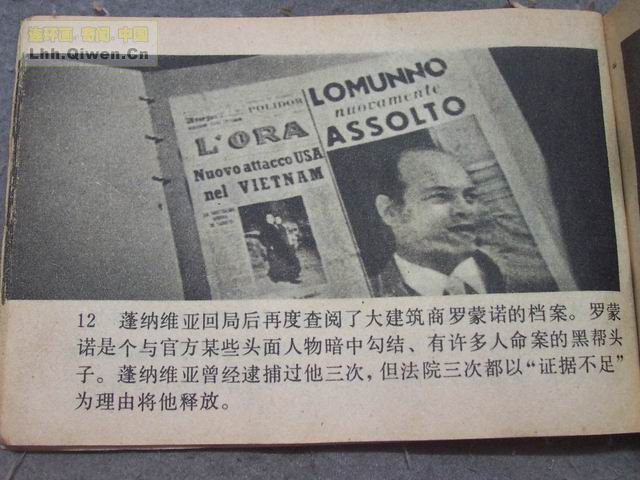 连环画.奇闻.中国
Lhh.Qiwen.Cn
POLIDOR
L'ORA
Nuovo attacco USA
nel VIETNAM
LOMUNNO
nuovamente
ASSOLTO
12 蓬纳维亚回局后再度查阅了大建筑商罗蒙诺的档案。罗蒙
诺是个与官方某些头面人物暗中勾结、有许多人命案的黑帮头
子。蓬纳维亚曾经逮捕过他三次，但法院三次都以“证据不足”
为理由将他释放。